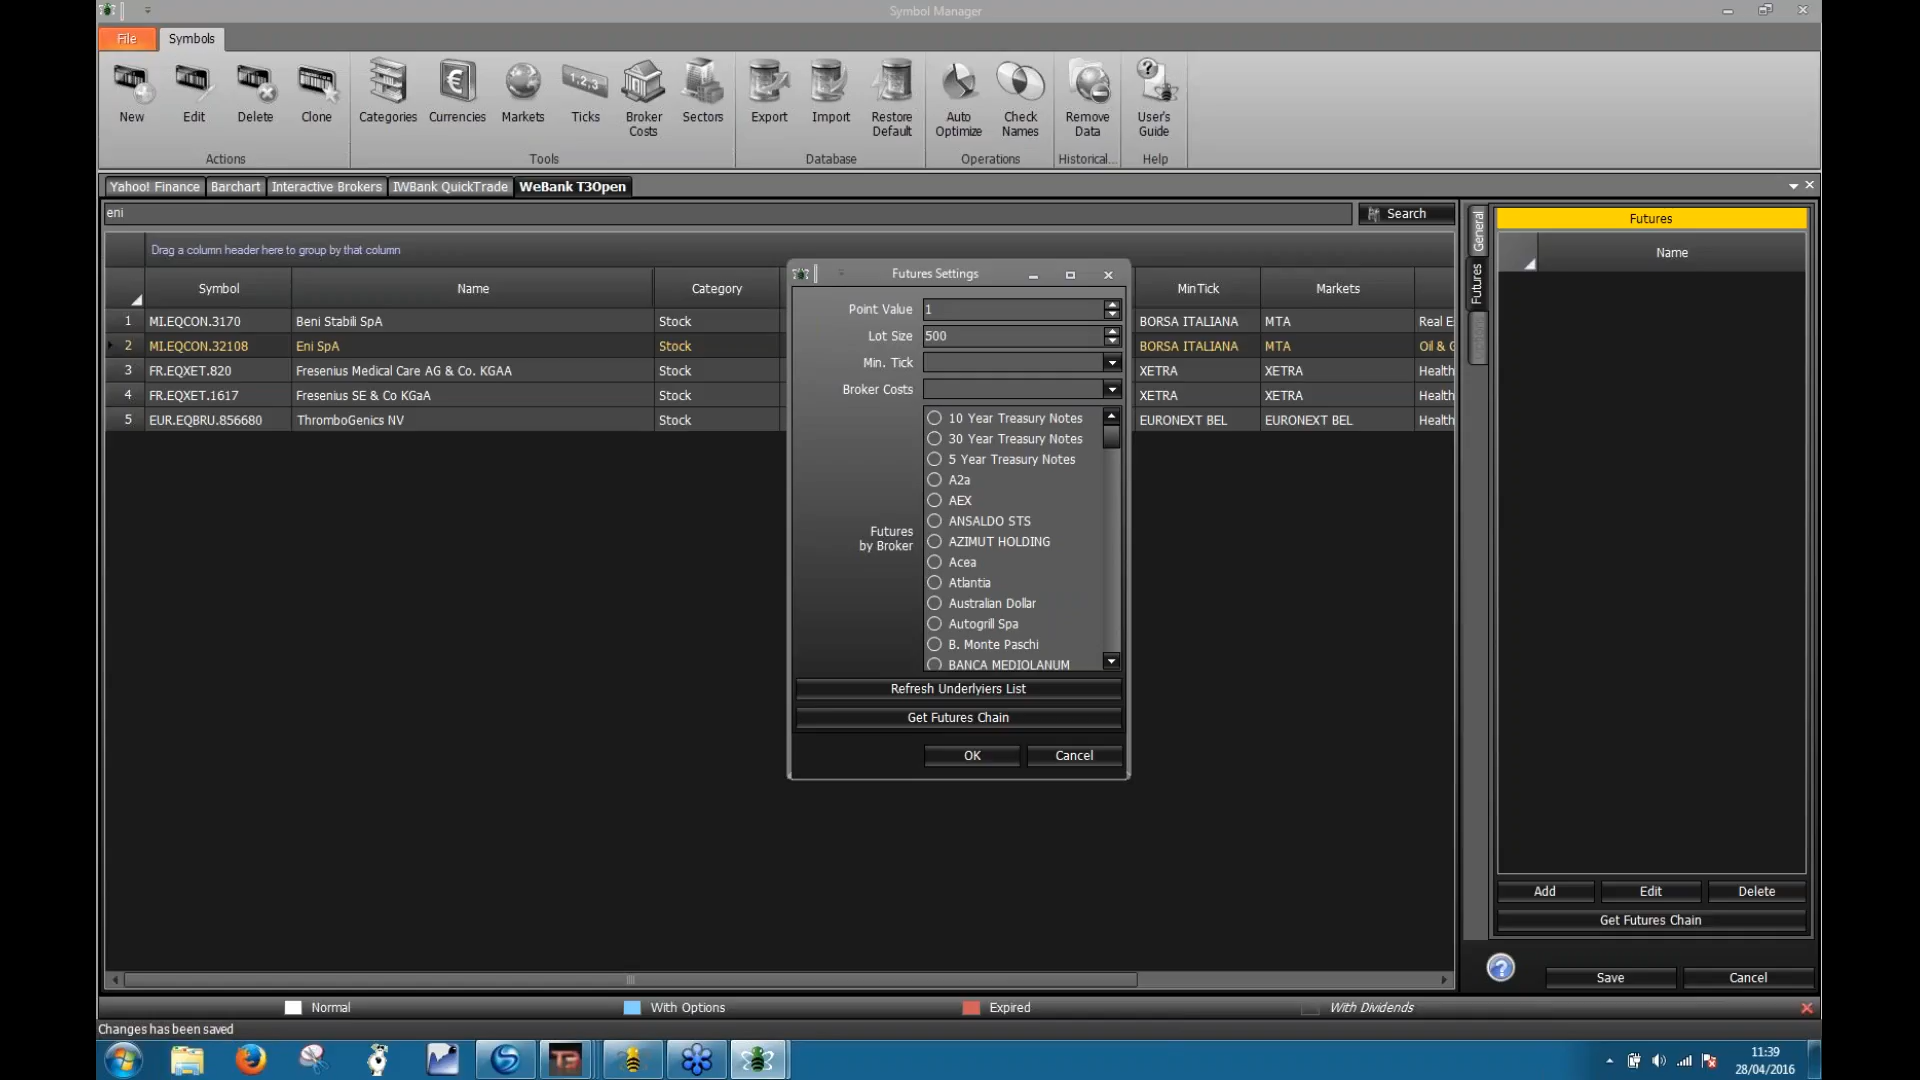 Symbol Manager
File
Symbols
New
Edit
Delete
Clone
Categories
Currencies
Markets
Ticks
Broker
Costs
Sectors
Export
Import
Restore
Default
Auto
Optimize
Check
Names
Remove
Data
User's
Guide
Actions
Tools
Database
Operations
Historical...
Help
Yahoo! Finance
Barchart
Interactive Brokers
IWBank QuickTrade
WeBank T3Open
eni
Search
Drag a column header here to group by that column
Symbol
Name
Category
MinTick
Markets
1 MI.EQCON.3170 Beni Stabili SpA Stock BORSA ITALIANA MTA Real E
2 MI.EQCON.32108 Eni SpA Stock BORSA ITALIANA MTA Oil & G
3 FR.EQXET.820 Fresenius Medical Care AG & Co. KGAA Stock XETRA XETRA Health
4 FR.EQXET.1617 Fresenius SE & Co KGaA Stock XETRA XETRA Health
5 EUR.EQBRU.856680 ThromboGenics NV Stock EURONEXT BEL EURONEXT BEL Health
Futures Settings
Point Value 1
Lot Size 500
Min. Tick
Broker Costs
Futures
by Broker
10 Year Treasury Notes
30 Year Treasury Notes
5 Year Treasury Notes
A2a
AEX
ANSALDO STS
AZIMUT HOLDING
Acea
Atlantia
Australian Dollar
Autogrill Spa
B. Monte Paschi
BANCA MEDIOLANUM
Refresh Underlyiers List
Get Futures Chain
OK
Cancel
General
Futures
Futures
Name
Add
Edit
Delete
Get Futures Chain
Save
Cancel
Normal
With Options
Expired
With Dividends
Changes has been saved
11:39
28/04/2016